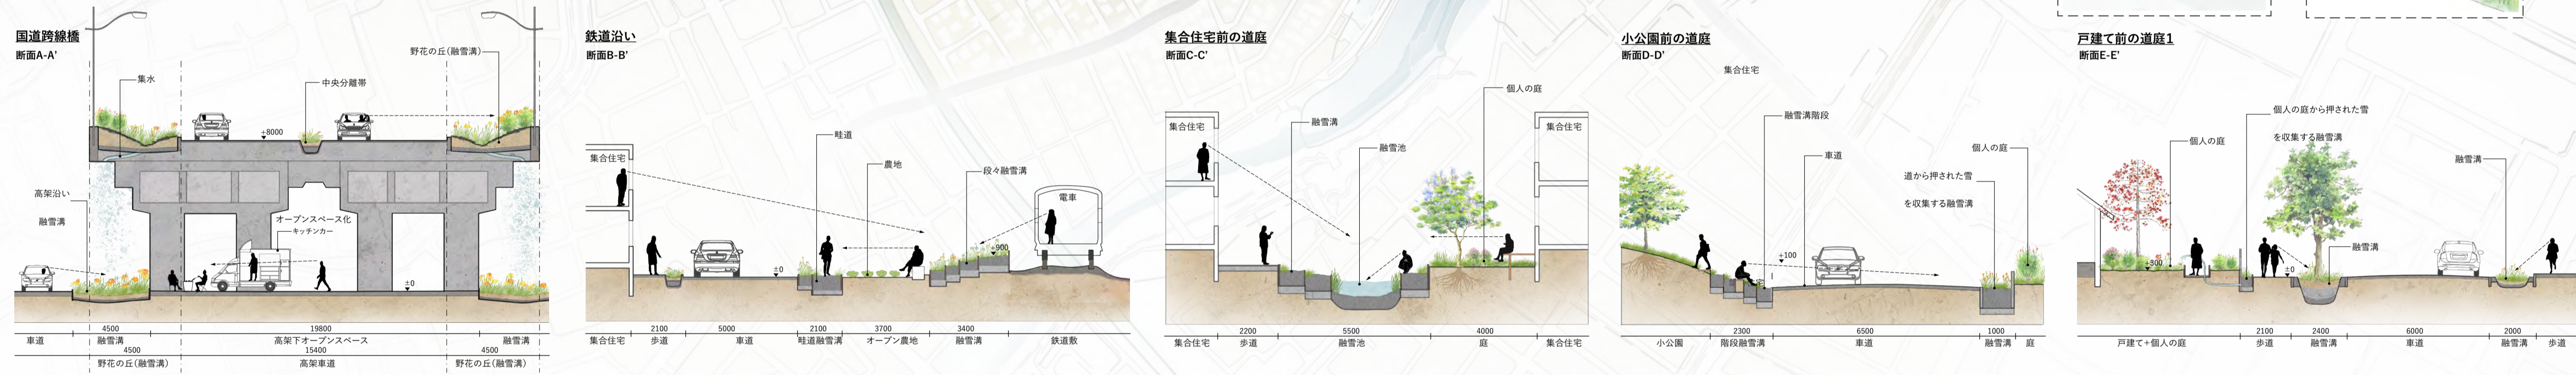 国道跨線橋
断面A-A'
集水
中央分離帯
野花の丘(融雪溝)
+8000
高架沿い
融雪溝
オープンスペース化
キッチンカー
±0
4500
19800
車道
融雪溝
高架下オープンスペース
融雪溝
4500
15400
4500
野花の丘(融雪溝)
高架車道
野花の丘(融雪溝)
鉄道沿い
断面B-B'
集合住宅
畦道
農地
段々融雪溝
電車
+900
±0
2100
5000
2100
3700
3400
集合住宅
歩道
車道
畦道融雪溝
オープン農地
融雪溝
鉄道敷
集合住宅前の道庭
断面C-C'
集合住宅
融雪溝
融雪池
個人の庭
集合住宅
2200
5500
4000
集合住宅
歩道
融雪池
庭
集合住宅
小公園前の道庭
断面D-D'
集合住宅
融雪溝階段
車道
個人の庭
道から押された雪
を収集する融雪溝
+100
2300
6500
1000
小公園
階段融雪溝
車道
融雪溝
庭
戸建て前の道庭1
断面E-E'
個人の庭から押された雪
を収集する融雪溝
個人の庭
融雪溝
融雪溝
+300
±0
2100
2400
6000
2000
戸建て+個人の庭
歩道
融雪溝
車道
融雪溝
歩道